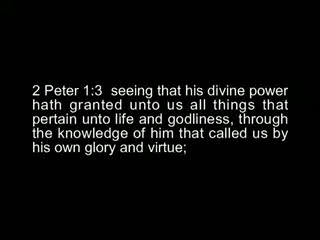 2 Peter 1:3  seeing that his divine power
hath granted unto us all things that
pertain unto life and godliness, through
the knowledge of him that called us by
his own glory and virtue;